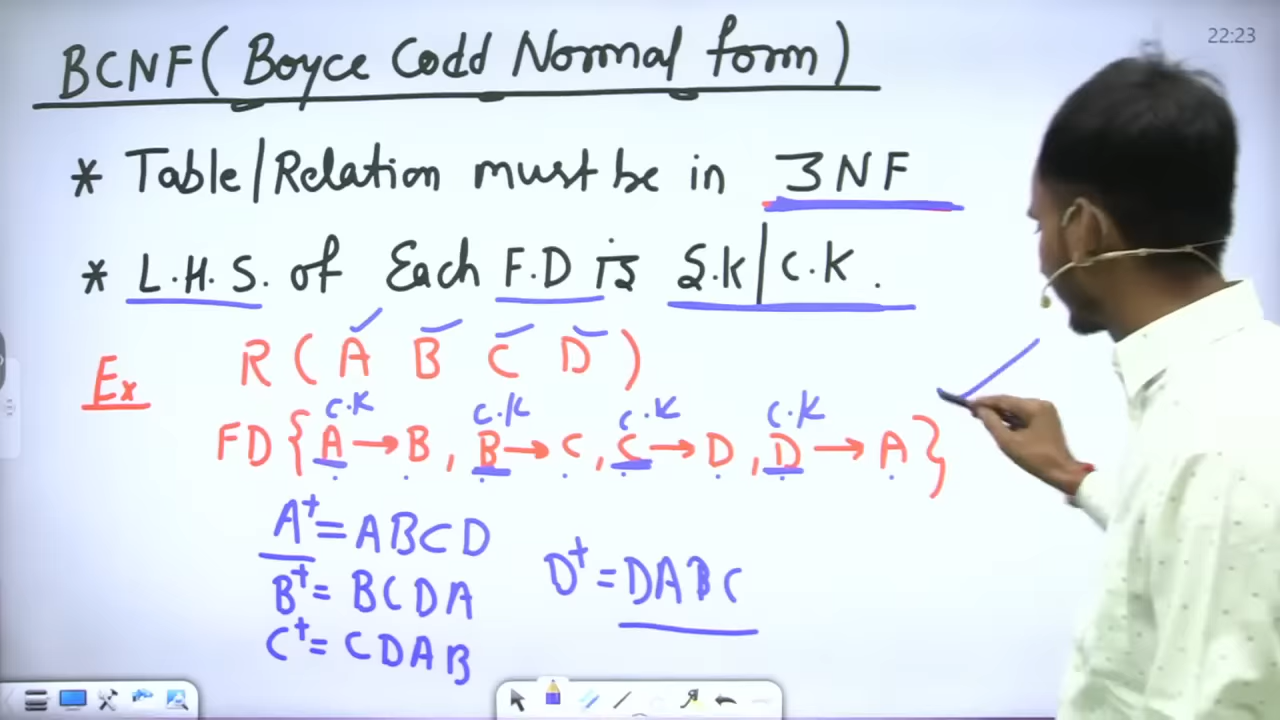 22:23
BCNF( Boyce Codd Normal form)
* Table/Relation must be in 3NF
* L.H.S. of Each F.D is S.K/C.K.
Ex R( A B C D )
C.K C.K C.K C.K
FD{A→B, B→C, C→D, D→A}
A⁺=ABCD
B⁺= BCDA
D⁺=DABC
C⁺= CDAB